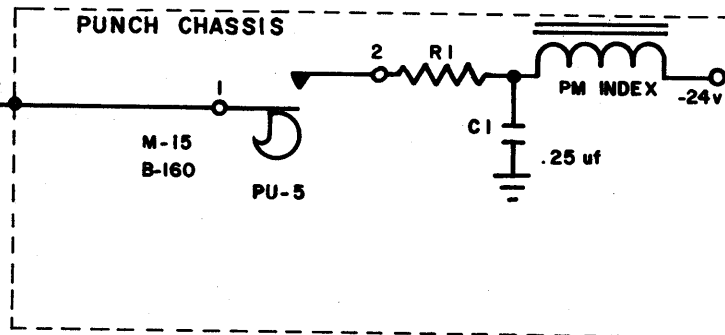 PUNCH CHASSIS
2
R1
1
PM INDEX
-24v
C1
.25 uf
M-15
B-160
PU-5